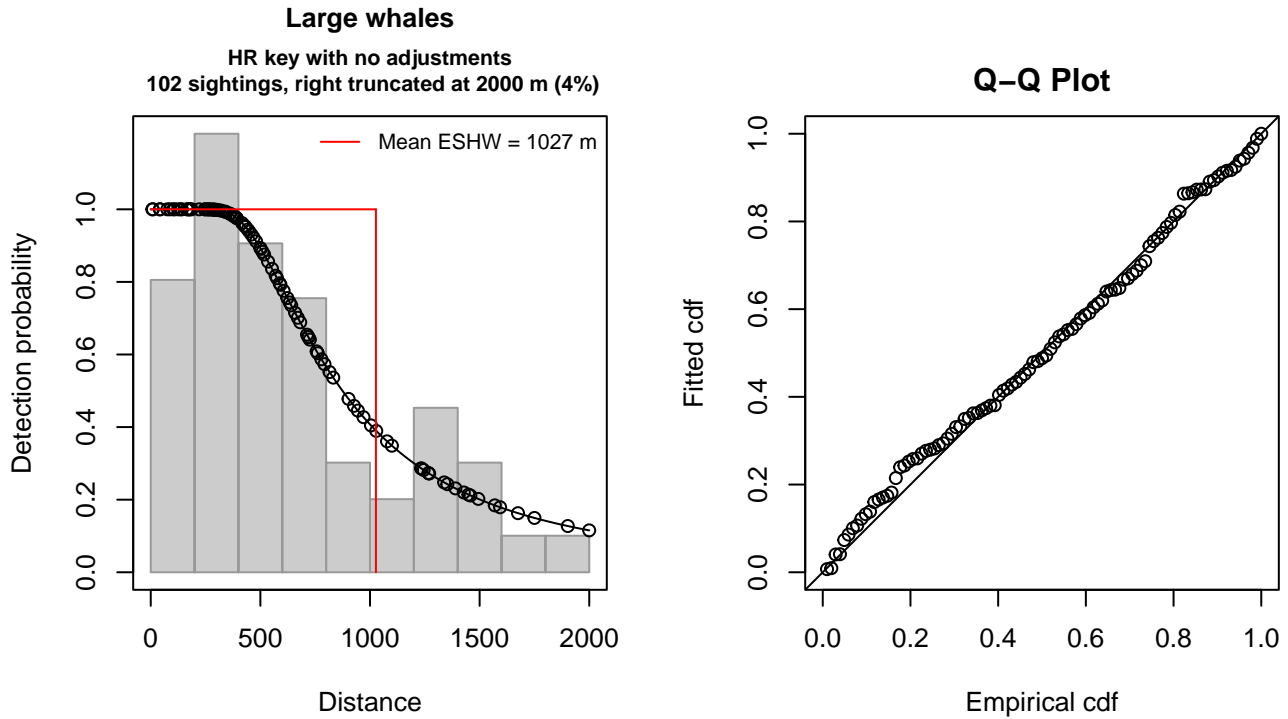 Large whales
HR key with no adjustments
102 sightings, right truncated at 2000 m (4%)
Mean ESHW = 1027 m
Detection probability
0.0 0.2 0.4 0.6 0.8 1.0
0 500 1000 1500 2000
Distance
Q−Q Plot
Fitted cdf
0.0 0.2 0.4 0.6 0.8 1.0
0.0 0.2 0.4 0.6 0.8 1.0
Empirical cdf